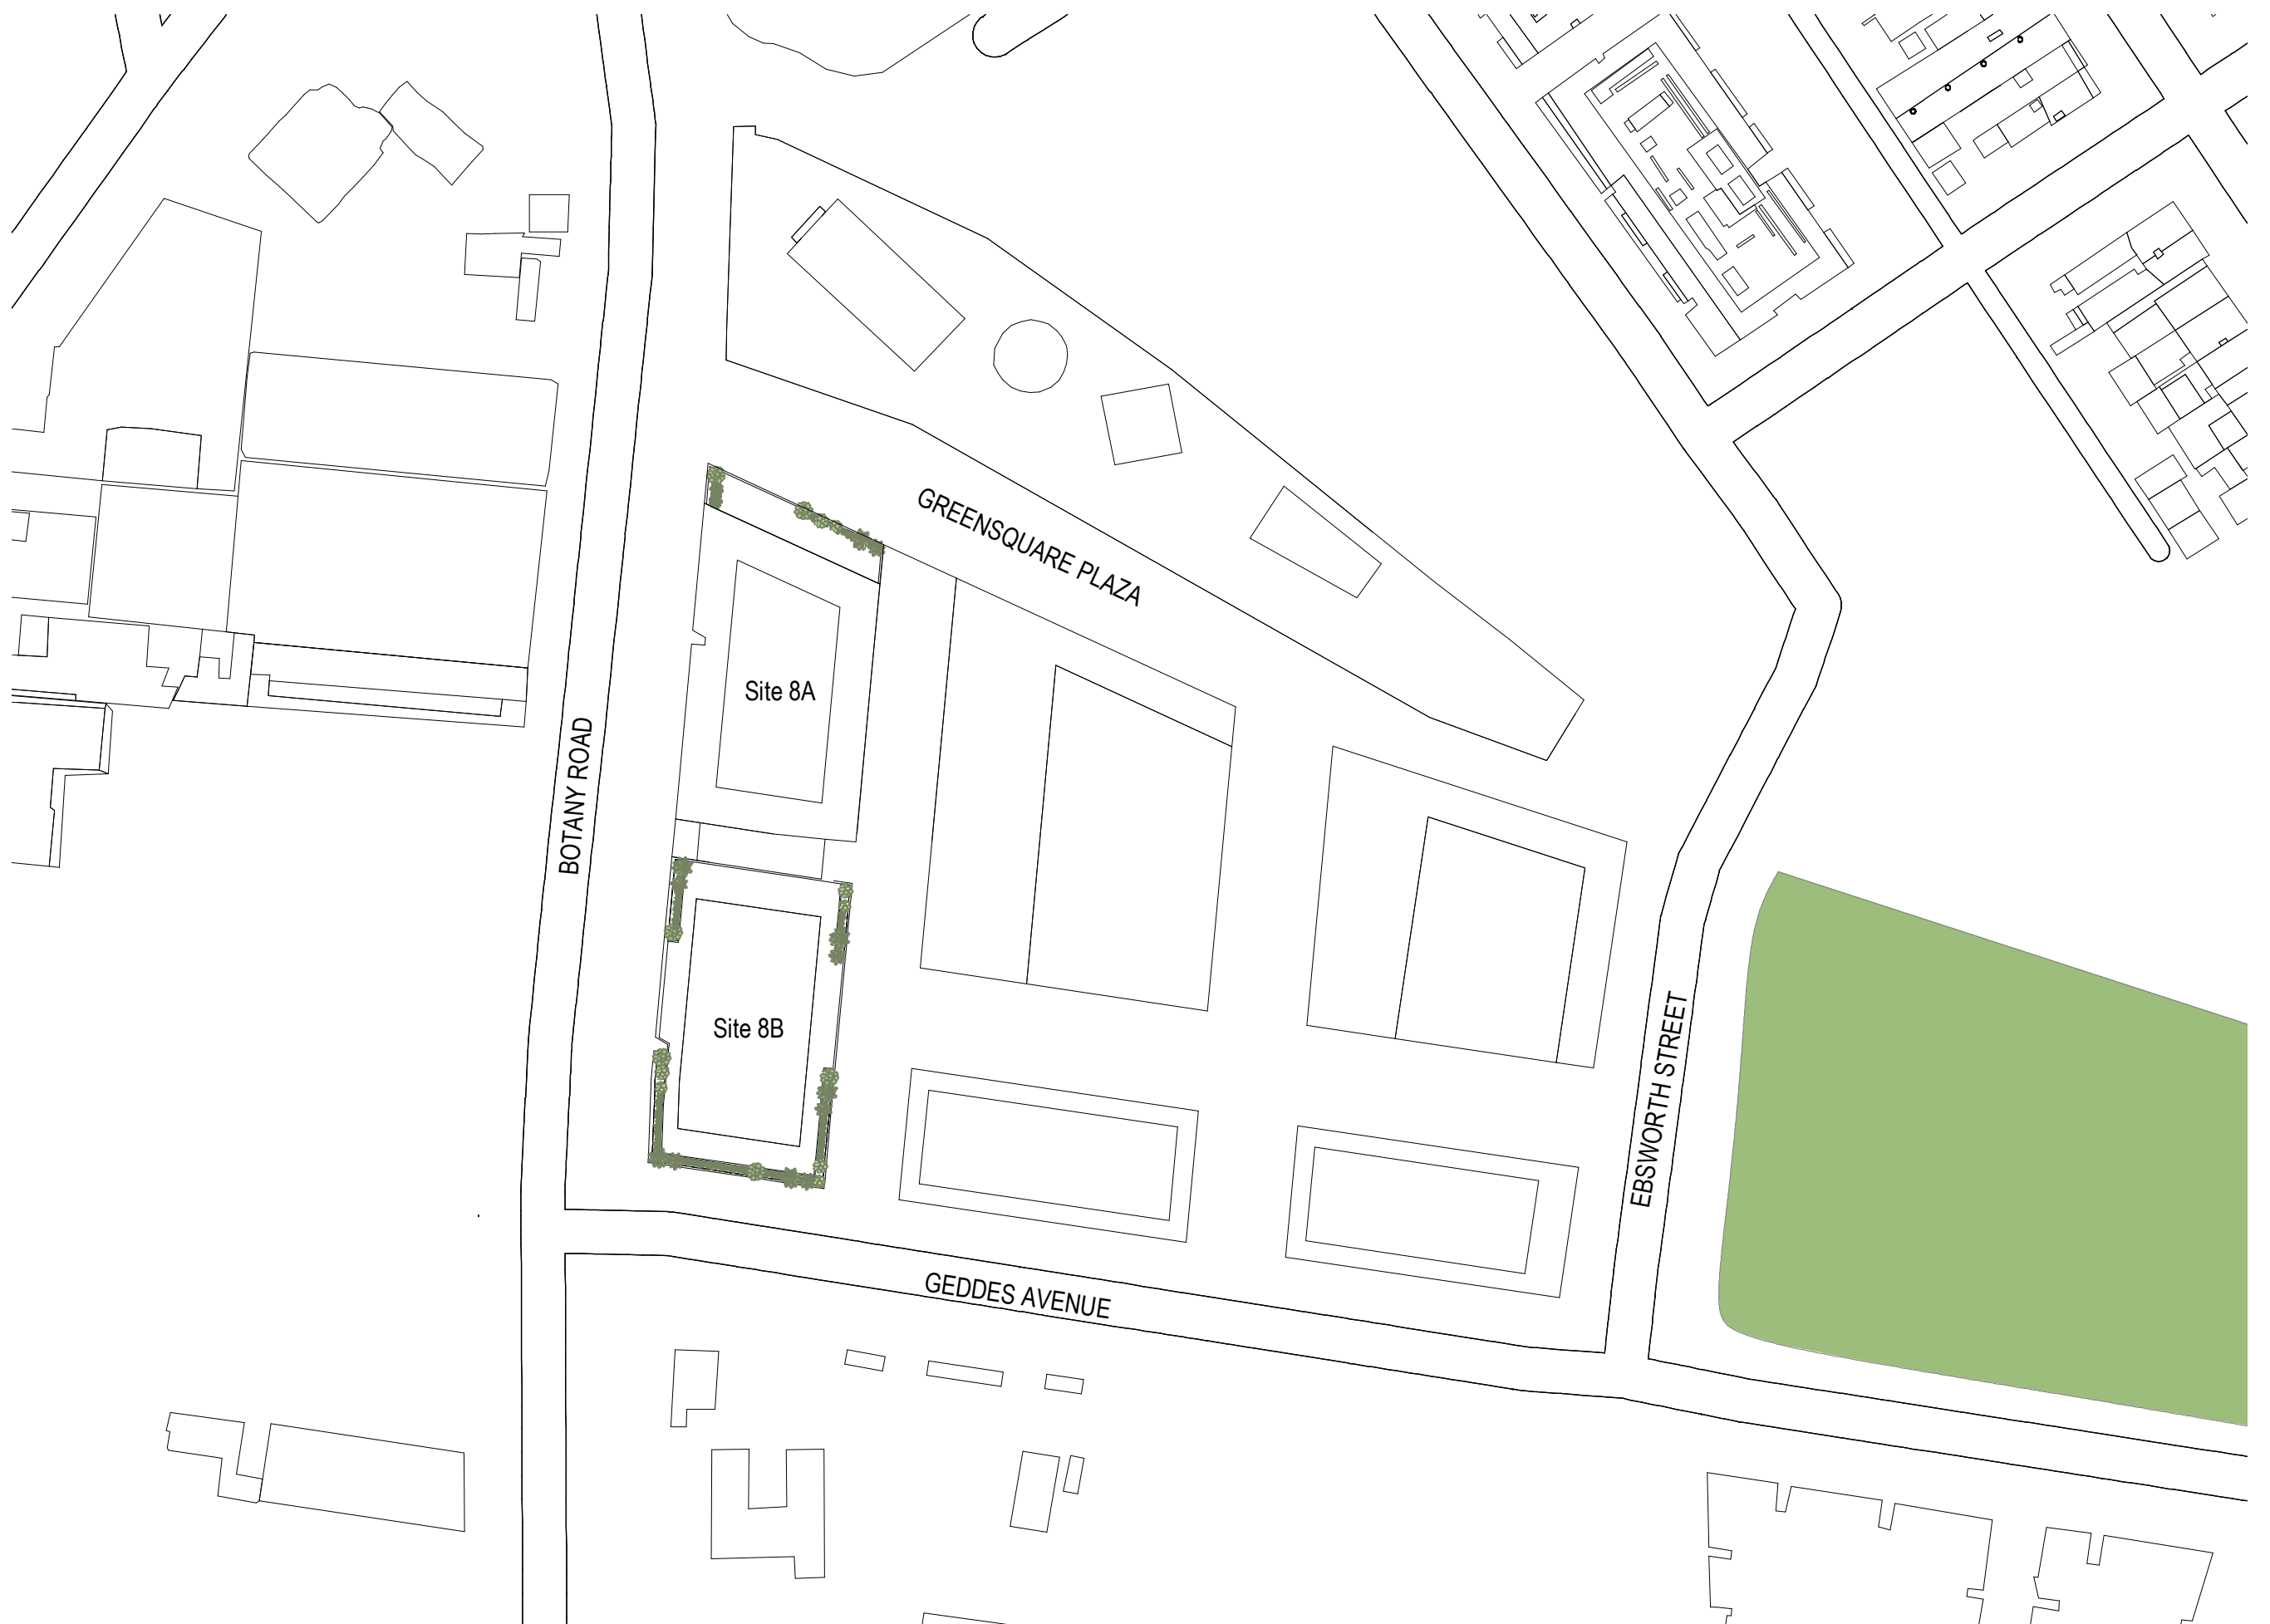 GREENSQUARE PLAZA
Site 8A
BOTANY ROAD
Site 8B
EBSWORTH STREET
GEDDES AVENUE